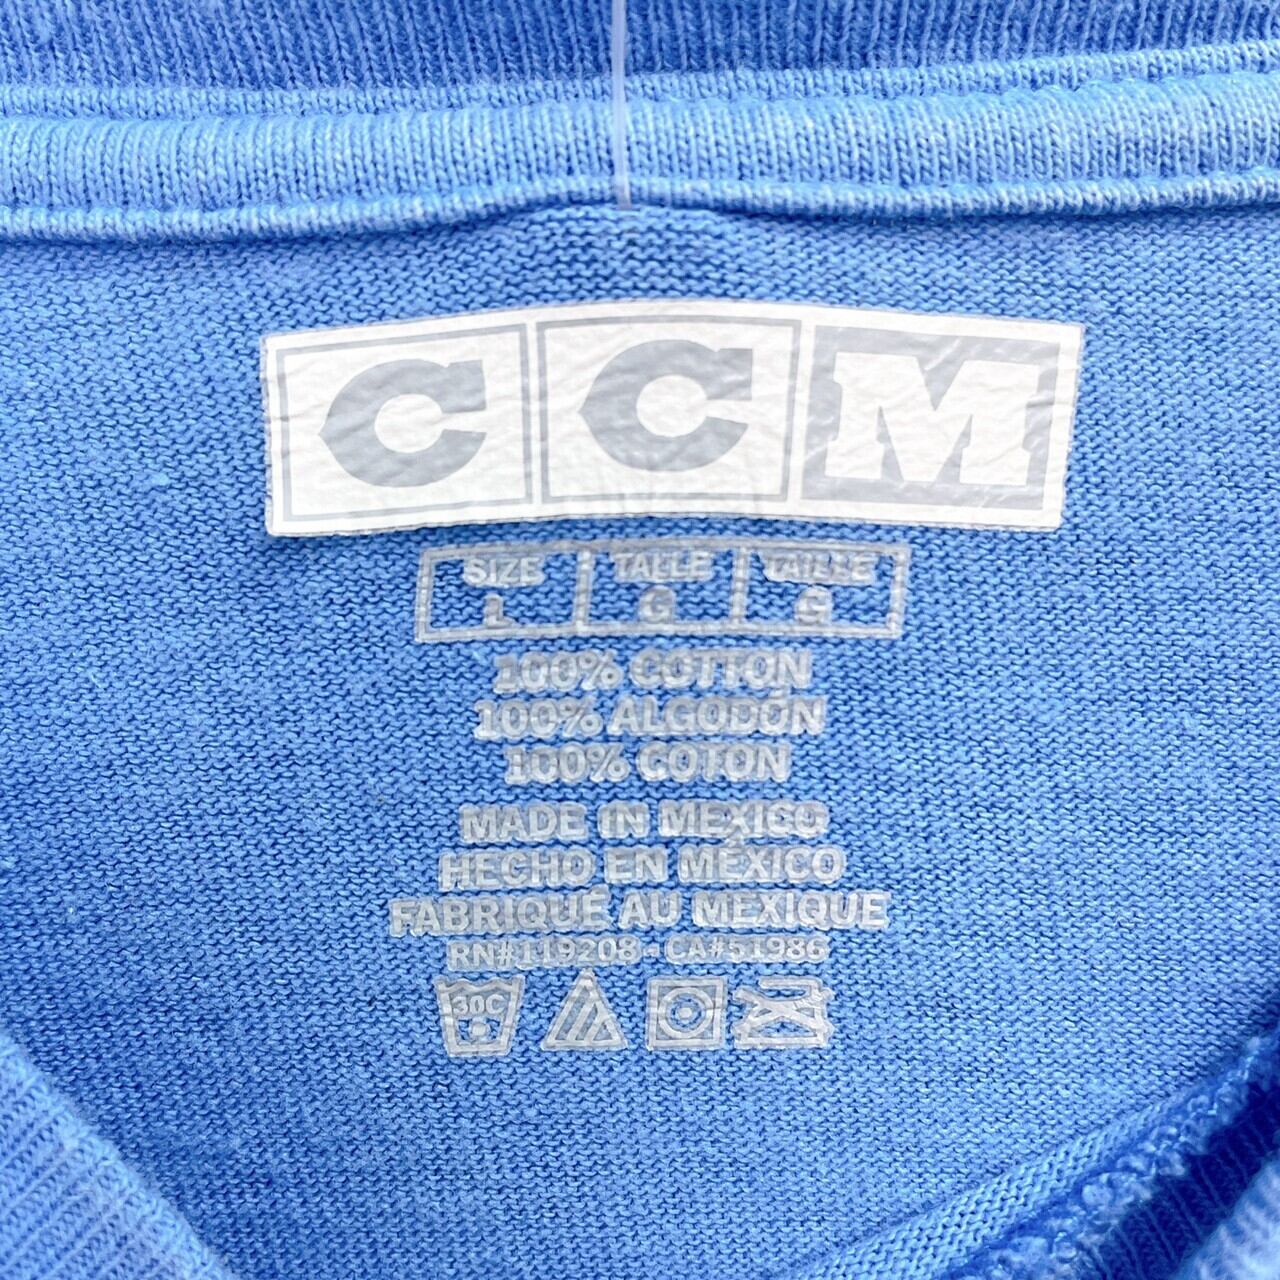 CCM
SIZE TALLE TAILLE
L G G
100% COTTON
100% ALGODÓN
100% COTON
MADE IN MEXICO
HECHO EN MÉXICO
FABRIQUÉ AU MEXIQUE
RN#119208 - CA#51986
30C